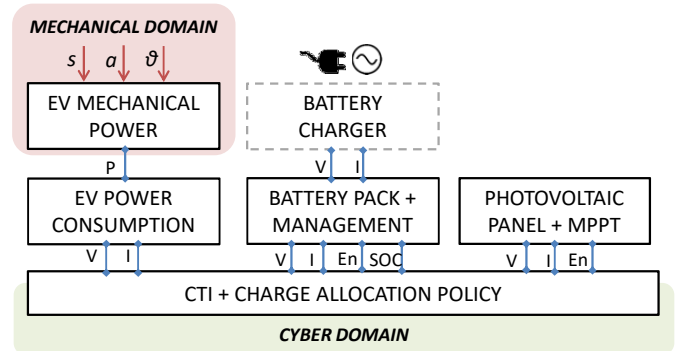 MECHANICAL DOMAIN
s a ϑ
EV MECHANICAL
POWER
BATTERY
CHARGER
P
V I
EV POWER
CONSUMPTION
BATTERY PACK +
MANAGEMENT
PHOTOVOLTAIC
PANEL + MPPT
V I
V I En SOC
V I En
CTI + CHARGE ALLOCATION POLICY
CYBER DOMAIN